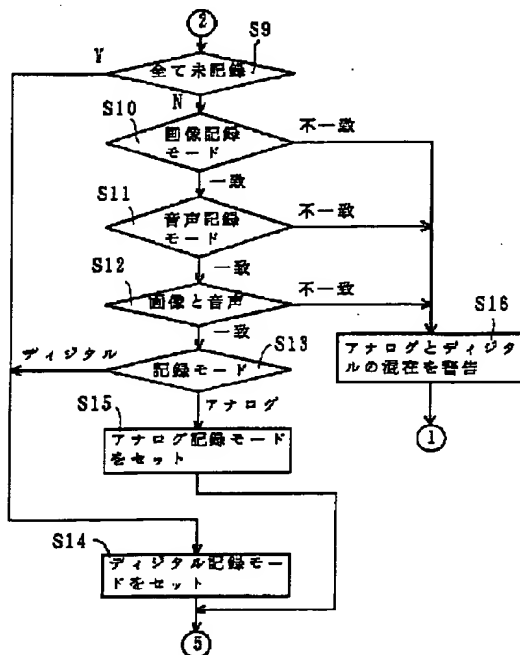 2
S9
Y
全て未記録
N
S10
画像記録
モード
不一致
一致
S11
音声記録
モード
不一致
一致
S12
画像と音声
不一致
一致
S16
アナログとディジタ
ルの混在を警告
1
ディジタル
S13
記録モード
アナログ
S15
アナログ記録モード
をセット
S14
ディジタル記録モー
ドをセット
5